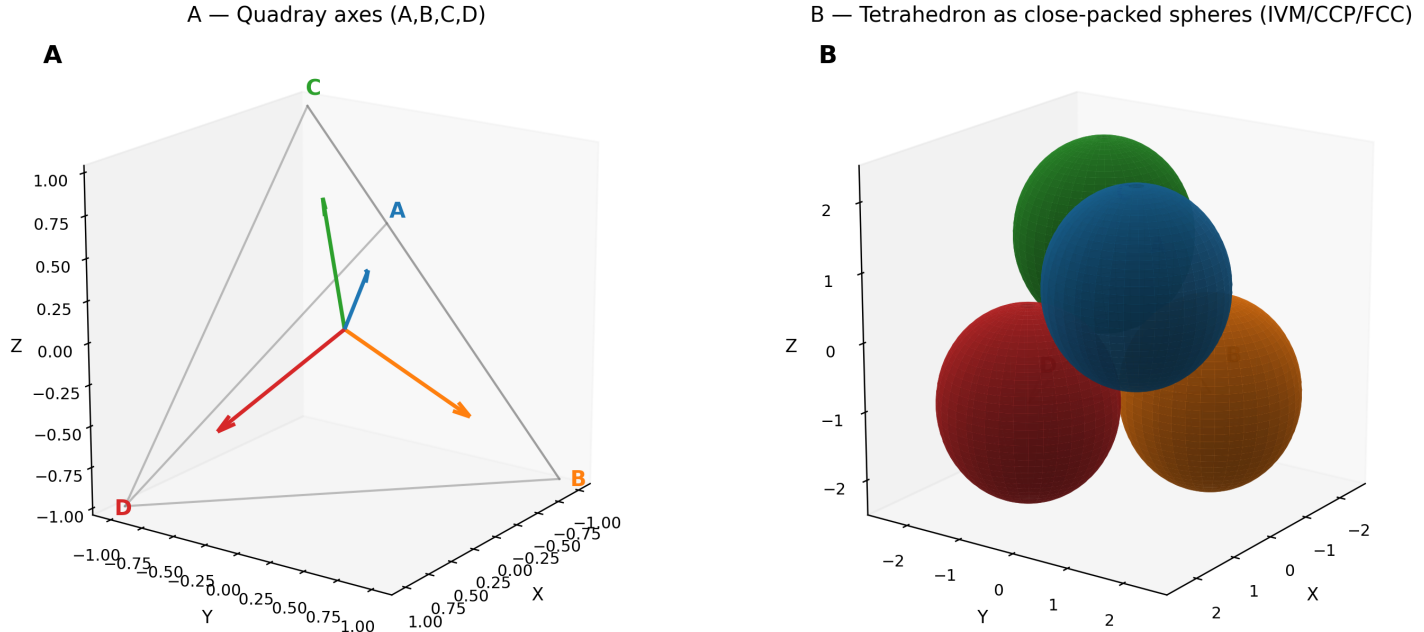 A — Quadray axes (A,B,C,D)
A
C
A
B
D
Z
1.00
0.75
0.50
0.25
0.00
−0.25
−0.50
−0.75
−1.00
−1.00
−0.75
−0.50
−0.25
0.00
0.25
0.50
0.75
1.00
Y
−1.00
−0.75
−0.50
−0.25
0.00
0.25
0.50
0.75
1.00
X
B — Tetrahedron as close-packed spheres (IVM/CCP/FCC)
B
D
B
Z
2
1
0
−1
−2
−2
−1
0
1
2
Y
−2
−1
0
1
2
X